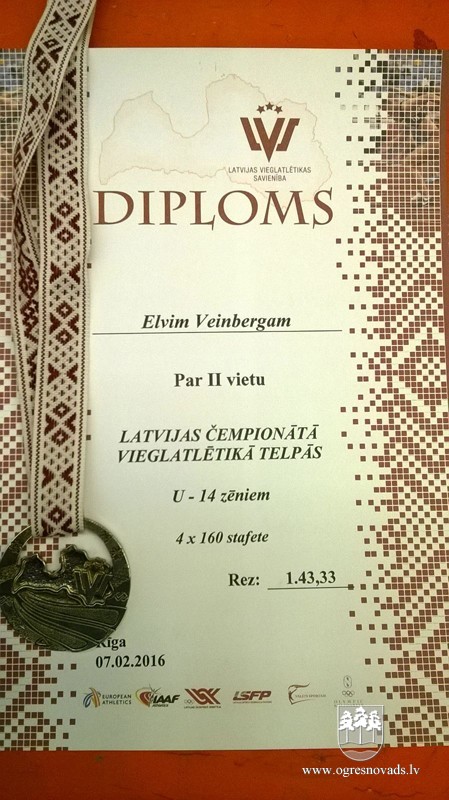 LVS
LATVIJAS VIEGLATLĒTIKAS
SAVIENĪBA
DIPLOMS
Elvim Veinbergam
Par II vietu
LATVIJAS ČEMPIONĀTĀ
VIEGLATLĒTIKĀ TELPĀS
U - 14 zēniem
4 x 160 stafete
Rez: 1.43,33
Rīga
07.02.2016
EUROPEAN
ATHLETICS
IAAF
LSFP
www.ogresnovads.lv